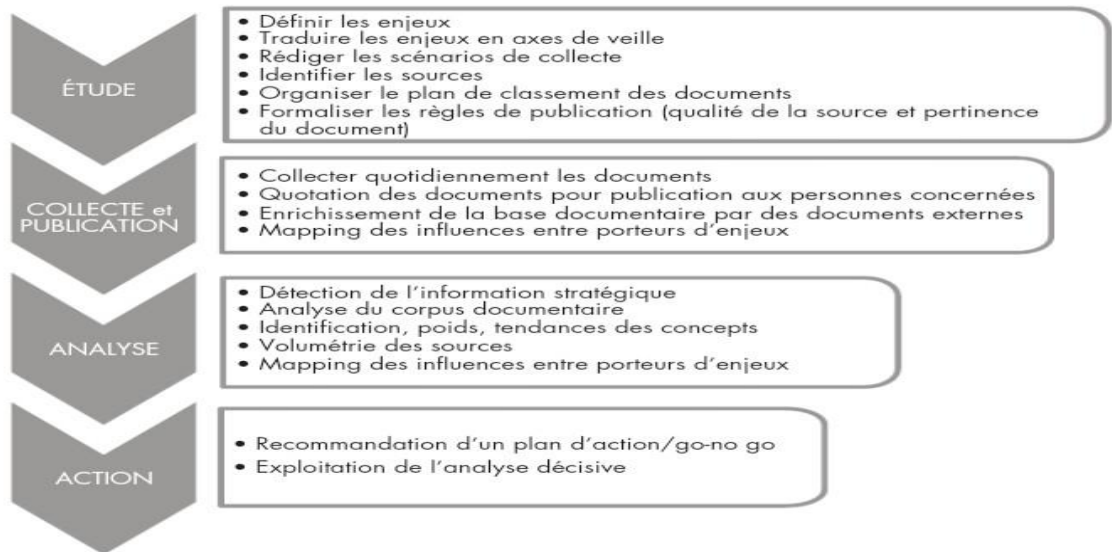 ÉTUDE
• Définir les enjeux
• Traduire les enjeux en axes de veille
• Rédiger les scénarios de collecte
• Identifier les sources
• Organiser le plan de classement des documents
• Formaliser les règles de publication (qualité de la source et pertinence
du document)
COLLECTE et
PUBLICATION
• Collecter quotidiennement les documents
• Quotation des documents pour publication aux personnes concernées
• Enrichissement de la base documentaire par des documents externes
• Mapping des influences entre porteurs d'enjeux
ANALYSE
• Détection de l'information stratégique
• Analyse du corpus documentaire
• Identification, poids, tendances des concepts
• Volumétrie des sources
• Mapping des influences entre porteurs d'enjeux
ACTION
• Recommandation d'un plan d'action/go-no go
• Exploitation de l'analyse décisive